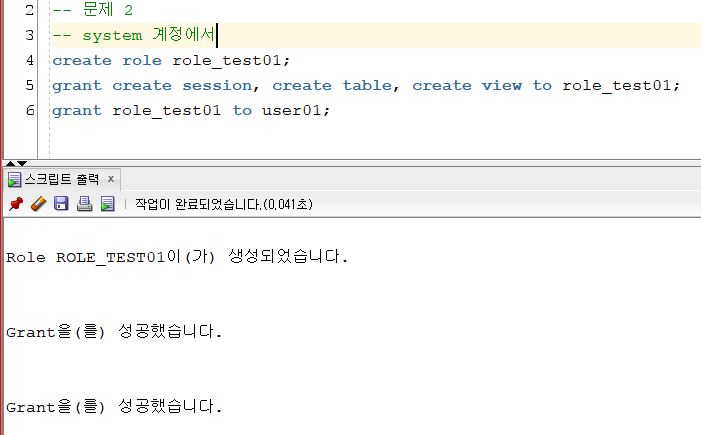 2 -- 문제 2
3 -- system 계정에서
4 create role role_test01;
5 grant create session, create table, create view to role_test01;
6 grant role_test01 to user01;
스크립트 출력 x
작업이 완료되었습니다.(0,041초)
Role ROLE_TEST01이(가) 생성되었습니다.
Grant을(를) 성공했습니다.
Grant을(를) 성공했습니다.